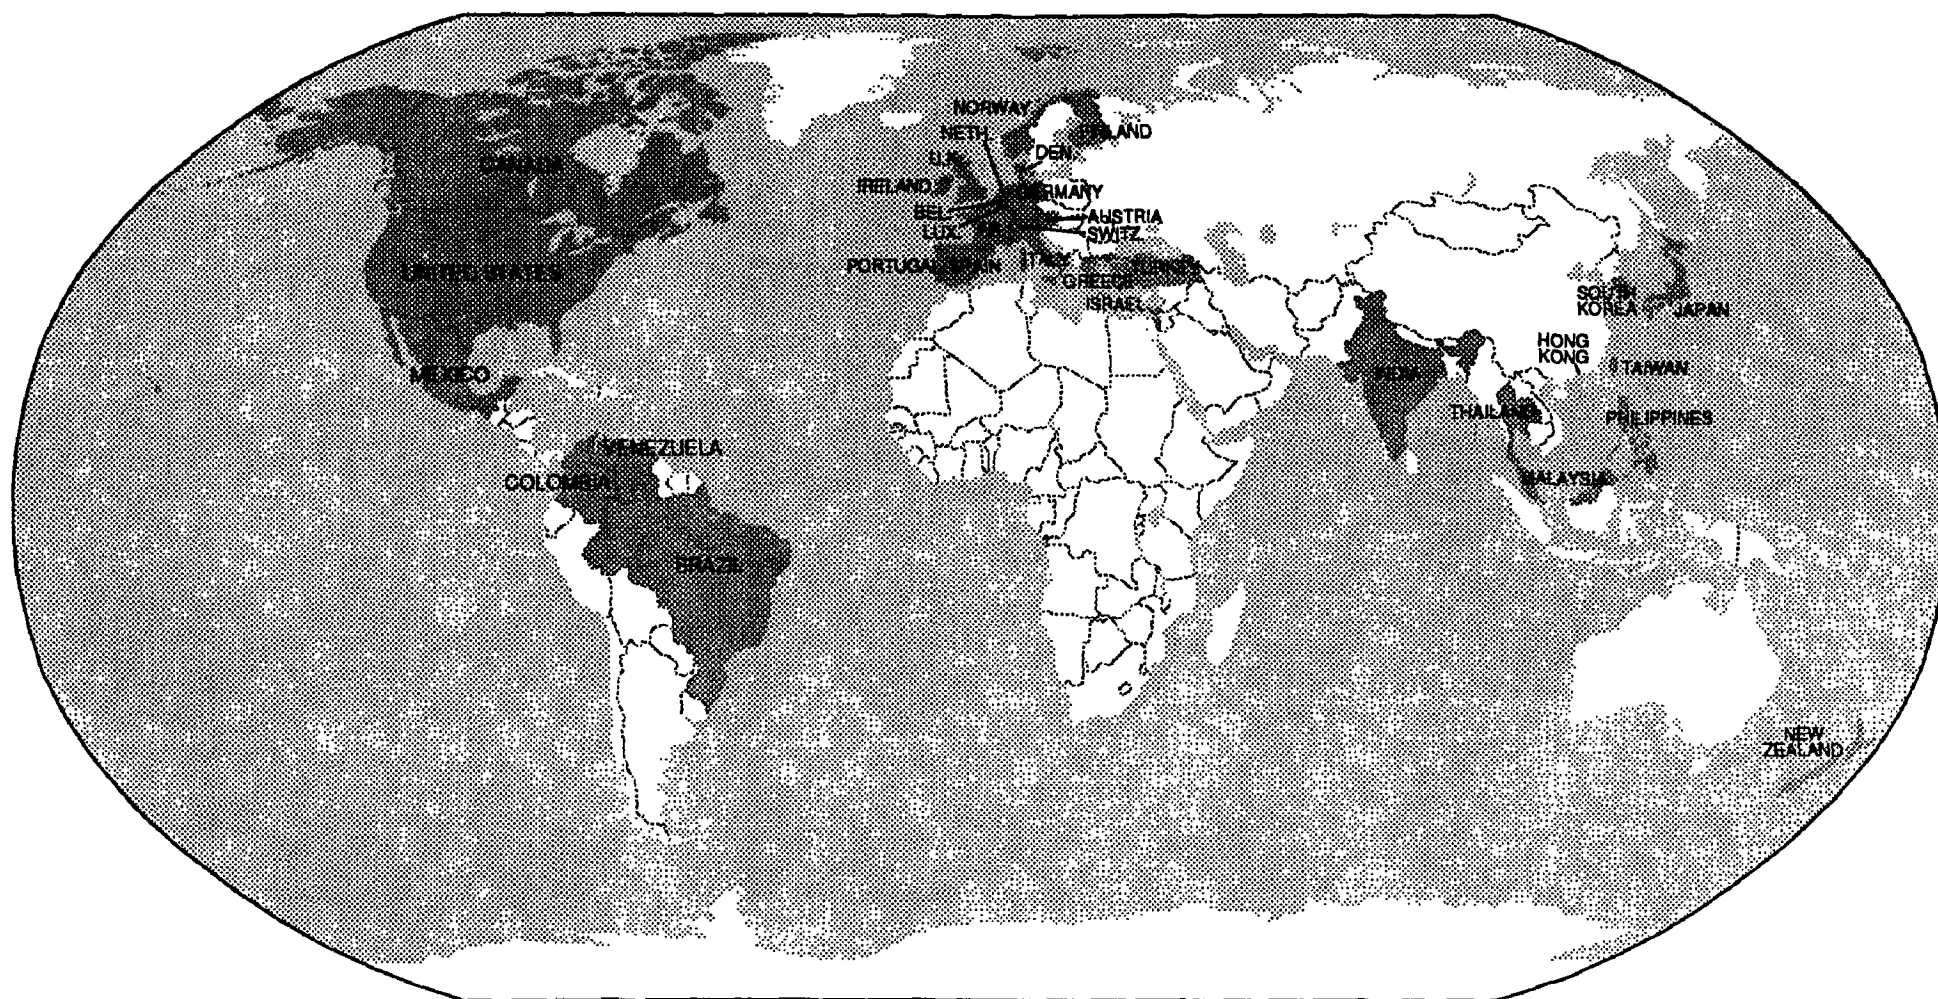 NORWAY
NETH
FINLAND
U.K.
DEN.
CANADA
IRELAND
GERMANY
BEL.
AUSTRIA
LUX.
SWITZ.
PORTUGAL
SPAIN
ITALY
TURKEY
UNITED STATES
GREECE
ISRAEL
SOUTH
KOREA
JAPAN
HONG
KONG
TAIWAN
MEXICO
INDIA
THAILAND
PHILIPPINES
VENEZUELA
COLOMBIA
MALAYSIA
BRAZIL
NEW
ZEALAND